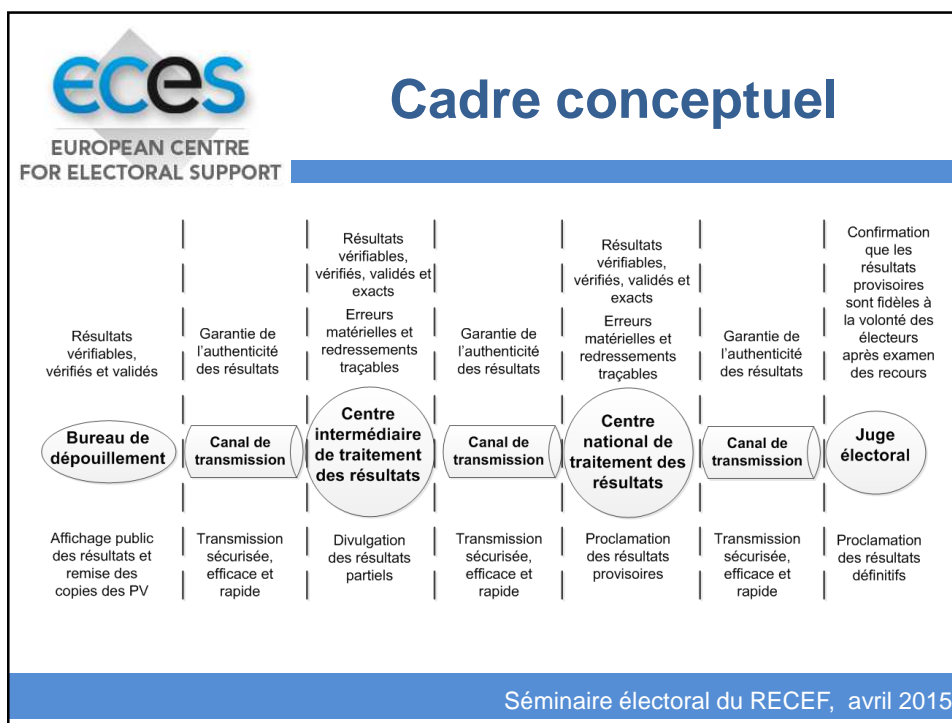 eces
EUROPEAN CENTRE
FOR ELECTORAL SUPPORT
Cadre conceptuel
Résultats
vérifiables,
vérifiés et validés
Bureau de
dépouillement
Affichage public
des résultats et
remise des
copies des PV
Garantie de
l'authenticité
des résultats
Canal de
transmission
Transmission
sécurisée,
efficace et
rapide
Résultats
vérifiables,
vérifiés, validés et
exacts
Erreurs
matérielles et
redressements
traçables
Centre
intermédiaire
de traitement
des résultats
Divulgation
des résultats
partiels
Garantie de
l'authenticité
des résultats
Canal de
transmission
Transmission
sécurisée,
efficace et
rapide
Résultats
vérifiables,
vérifiés, validés et
exacts
Erreurs
matérielles et
redressements
traçables
Centre
national de
traitement des
résultats
Proclamation
des résultats
provisoires
Garantie de
l'authenticité
des résultats
Canal de
transmission
Transmission
sécurisée,
efficace et
rapide
Confirmation
que les
résultats
provisoires
sont fidèles à
la volonté des
électeurs
après examen
des recours
Juge
électoral
Proclamation
des résultats
définitifs
Séminaire électoral du RECEF, avril 2015